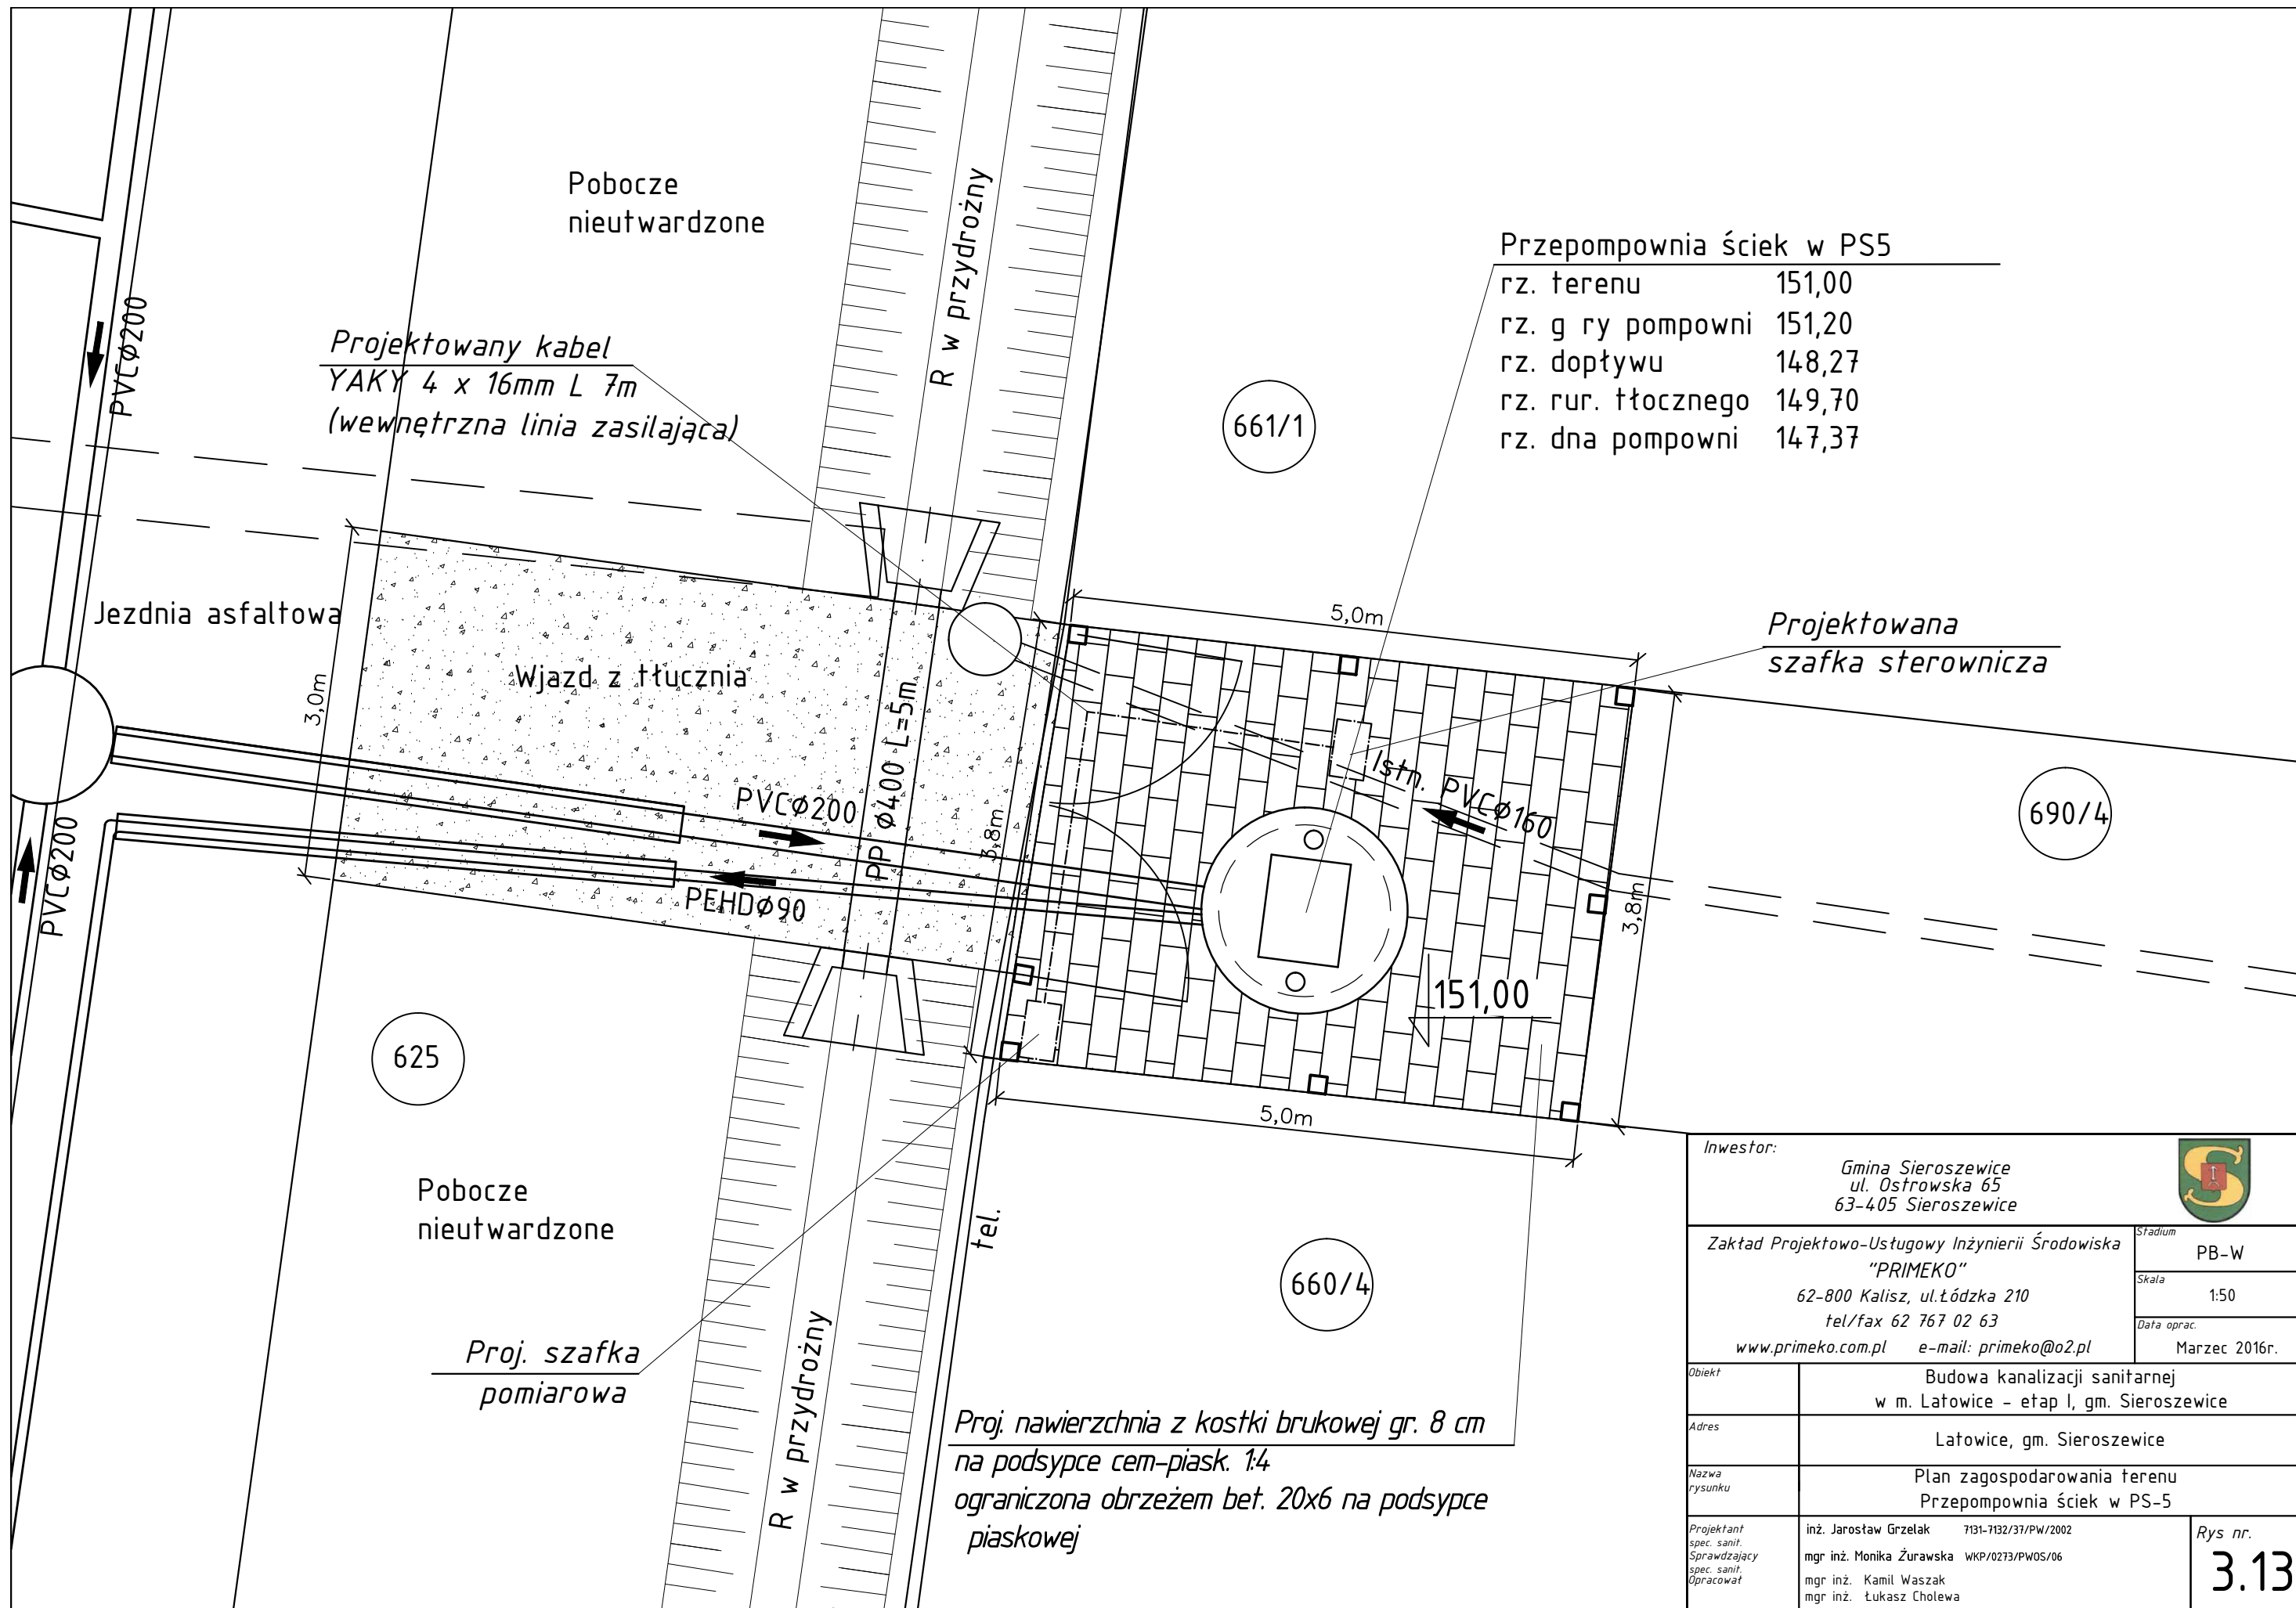 Pobocze
nieutwardzone
R w przydrożny
Przepompownia ściek w PS5
rz. terenu 151,00
rz. g ry pompowni 151,20
rz. dopływu 148,27
rz. rur. tłocznego 149,70
rz. dna pompowni 147,37
PVCϕ200
Projektowany kabel
YAKY 4 x 16mm L 7m
(wewnętrzna linia zasilająca)
661/1
Jezdnia asfaltowa
Wjazd z tłucznia
3,0m
5,0m
Projektowana
szafka sterownicza
PP ϕ400 L=5m
Istn. PVCϕ160
PVCϕ200
3,8m
PEHDϕ90
PVCϕ200
690/4
3,8m
151,00
625
5,0m
Pobocze
nieutwardzone
tel.
660/4
Proj. szafka
pomiarowa
R w przydrożny
Proj. nawierzchnia z kostki brukowej gr. 8 cm
na podsypce cem-piask. 1:4
ograniczona obrzeżem bet. 20x6 na podsypce
piaskowej
Inwestor:
Gmina Sieroszewice
ul. Ostrowska 65
63-405 Sieroszewice
S
Zakład Projektowo-Usługowy Inżynierii Środowiska
"PRIMEKO"
62-800 Kalisz, ul.Łódzka 210
tel/fax 62 767 02 63
www.primeko.com.pl e-mail: primeko@o2.pl
Stadium
PB-W
Skala
1:50
Data oprac.
Marzec 2016r.
Obiekt
Budowa kanalizacji sanitarnej
w m. Latowice - etap I, gm. Sieroszewice
Adres
Latowice, gm. Sieroszewice
Nazwa
rysunku
Plan zagospodarowania terenu
Przepompownia ściek w PS-5
Projektant
spec. sanit.
inż. Jarosław Grzelak 7131-7132/37/PW/2002
Sprawdzający
spec. sanit.
mgr inż. Monika Żurawska WKP/0273/PWOS/06
Opracował
mgr inż. Kamil Waszak
mgr inż. Łukasz Cholewa
Rys nr.
3.13